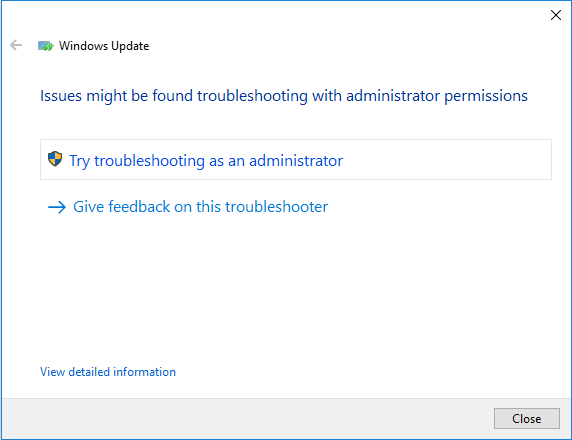 Windows Update
Issues might be found troubleshooting with administrator permissions
Try troubleshooting as an administrator
Give feedback on this troubleshooter
View detailed information
Close